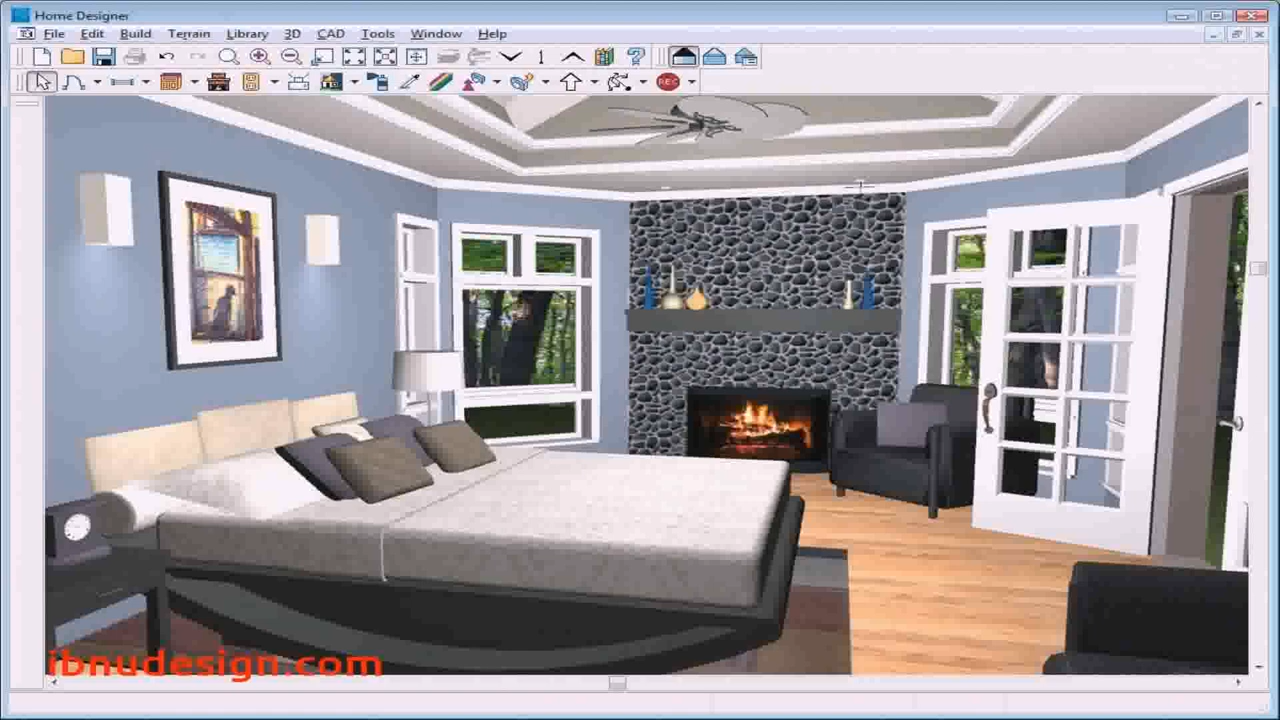 Home Designer
File Edit Build Terrain Library 3D CAD Tools Window Help
REC
ibnudesign.com